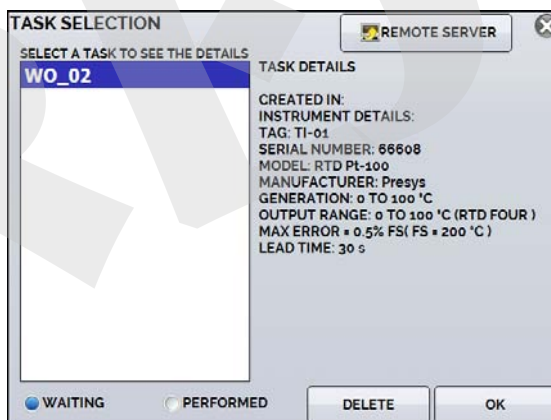 TASK SELECTION
REMOTE SERVER
SELECT A TASK TO SEE THE DETAILS
WO_02
TASK DETAILS
CREATED IN:
INSTRUMENT DETAILS:
TAG: TI-01
SERIAL NUMBER: 66608
MODEL: RTD Pt-100
MANUFACTURER: Presys
GENERATION: 0 TO 100 °C
OUTPUT RANGE: 0 TO 100 °C (RTD FOUR )
MAX ERROR = 0.5% FS( FS = 200 °C )
LEAD TIME: 30 s
WAITING
PERFORMED
DELETE
OK